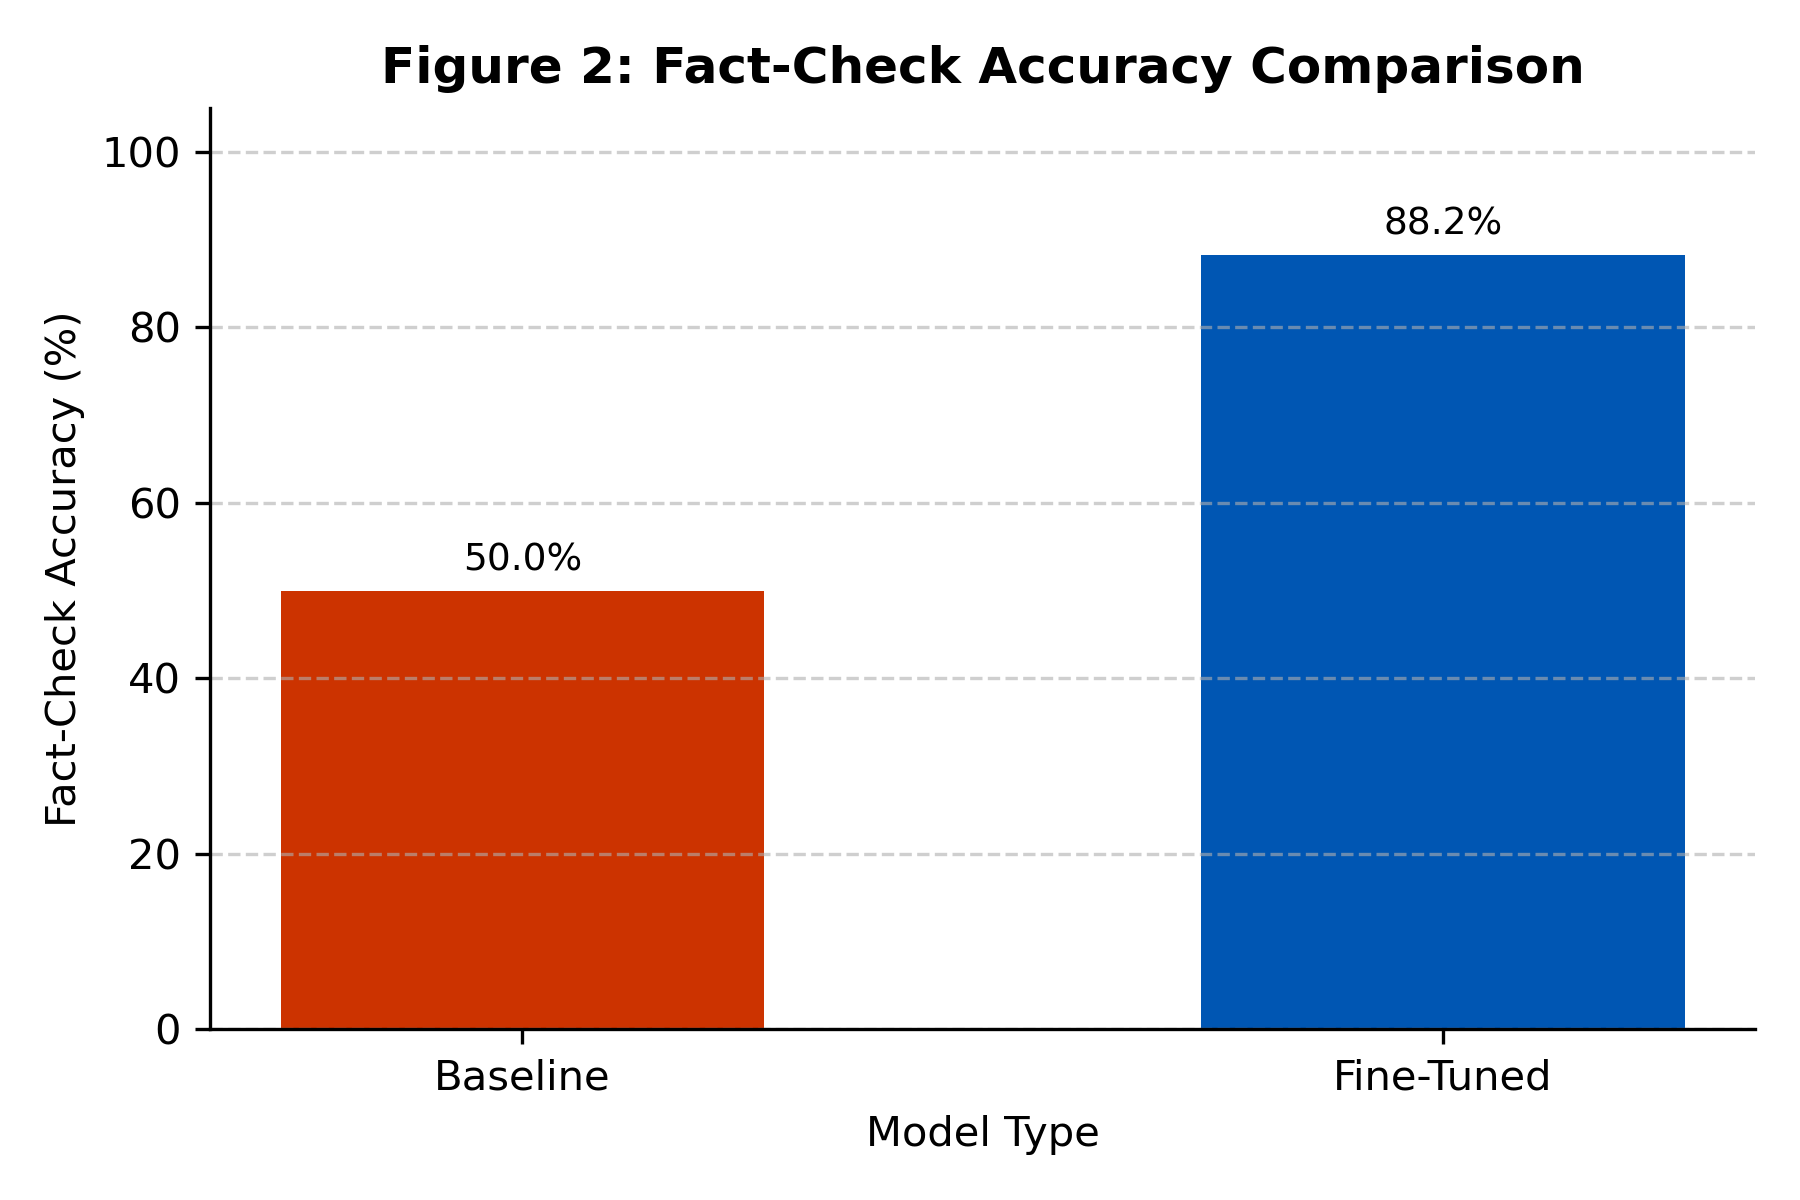 Figure 2: Fact-Check Accuracy Comparison
Fact-Check Accuracy (%)
100
80
60
40
20
0
50.0%
88.2%
Baseline
Fine-Tuned
Model Type